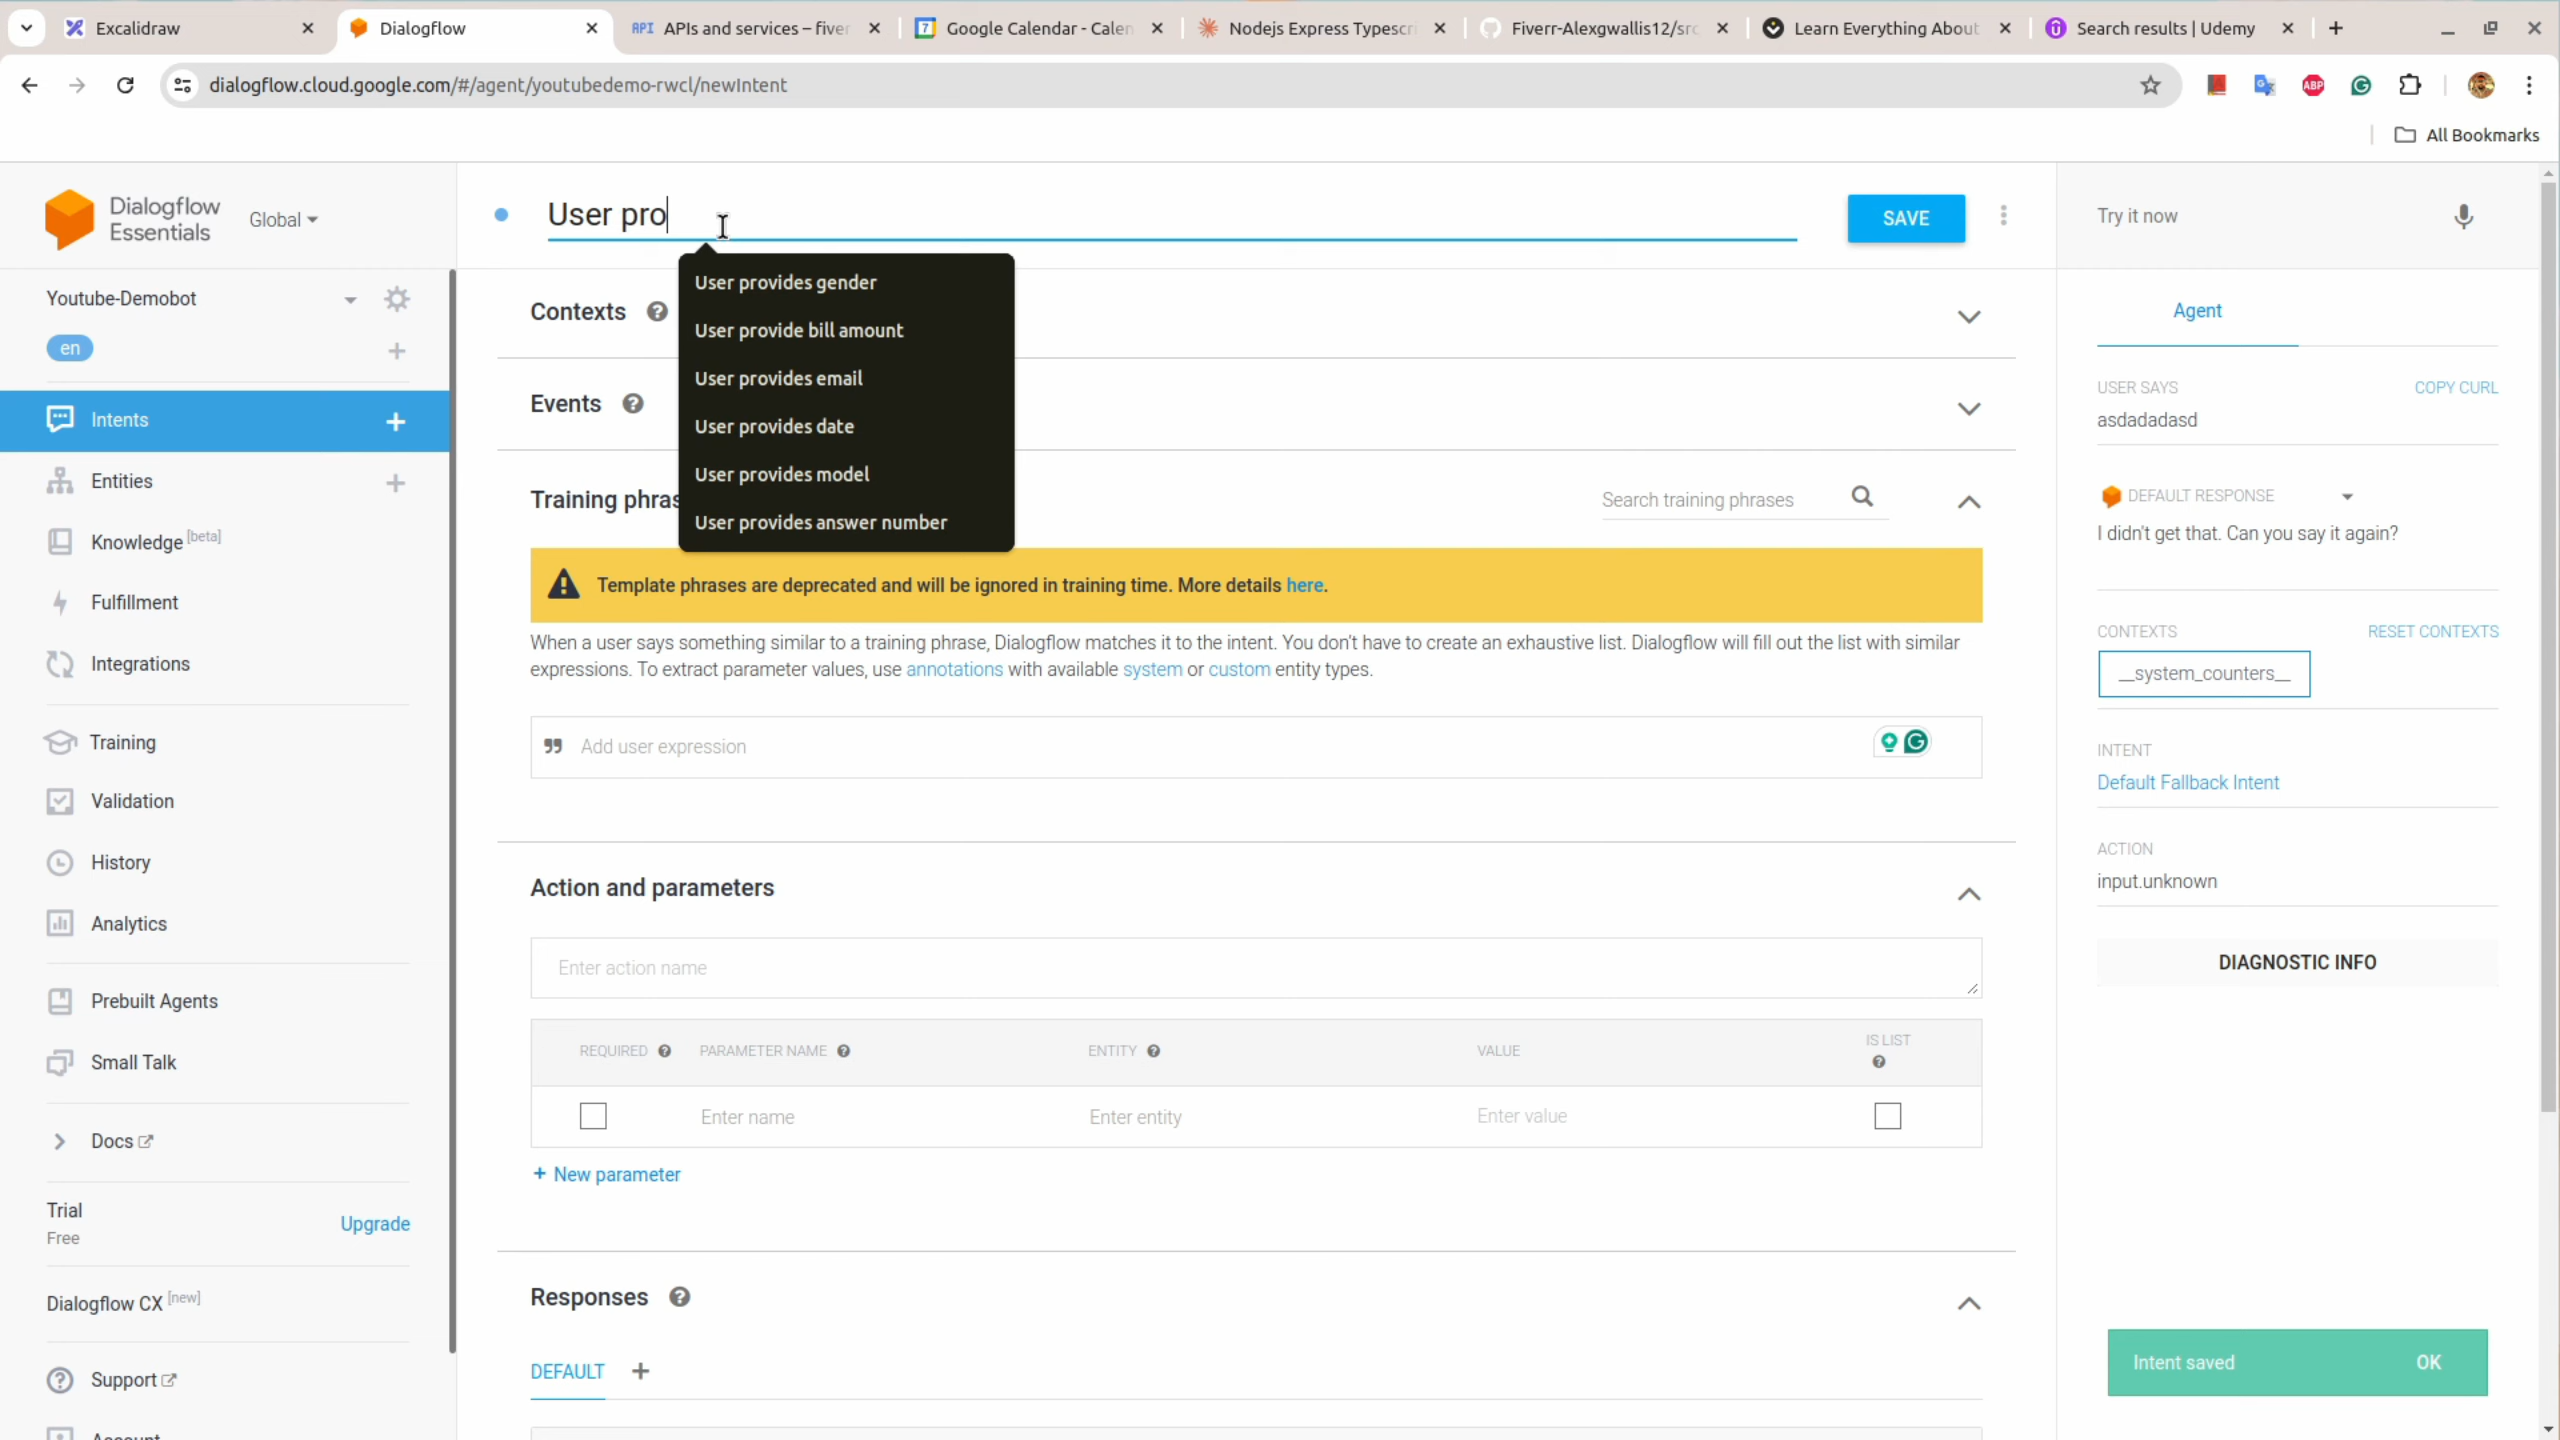 Excalidraw
Dialogflow
API APIs and services – fiver
7 Google Calendar - Calen
Nodejs Express Typescri
Fiverr-Alexgwallis12/src
Learn Everything About
Search results | Udemy
dialogflow.cloud.google.com/#/agent/youtubedemo-rwcl/newIntent
ABP
All Bookmarks
Dialogflow
Essentials
Global
User pro
SAVE
Try it now
Youtube-Demobot
en
Intents
Entities
Knowledge [beta]
Fulfillment
Integrations
Training
Validation
History
Analytics
Prebuilt Agents
Small Talk
Docs
Trial
Free
Upgrade
Dialogflow CX [new]
Support
Account
User provides gender
User provide bill amount
User provides email
User provides date
User provides model
User provides answer number
Contexts
Events
Training phras
Search training phrases
Template phrases are deprecated and will be ignored in training time. More details here.
When a user says something similar to a training phrase, Dialogflow matches it to the intent. You don't have to create an exhaustive list. Dialogflow will fill out the list with similar
expressions. To extract parameter values, use annotations with available system or custom entity types.
Add user expression
Action and parameters
Enter action name
REQUIRED PARAMETER NAME ENTITY VALUE IS LIST
Enter name Enter entity Enter value
+ New parameter
Responses
DEFAULT +
Agent
USER SAYS COPY CURL
asdadadasd
DEFAULT RESPONSE
I didn't get that. Can you say it again?
CONTEXTS RESET CONTEXTS
__system_counters__
INTENT
Default Fallback Intent
ACTION
input.unknown
DIAGNOSTIC INFO
Intent saved OK